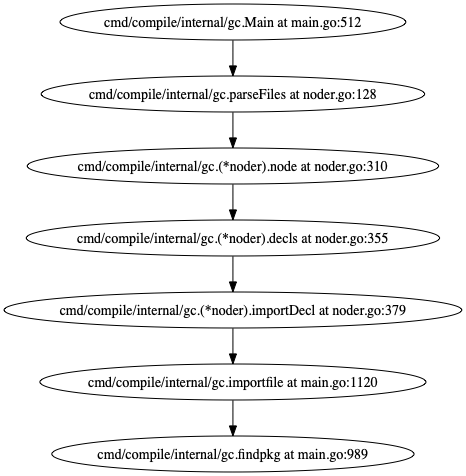 cmd/compile/internal/gc.Main at main.go:512
cmd/compile/internal/gc.parseFiles at noder.go:128
cmd/compile/internal/gc.(*noder).node at noder.go:310
cmd/compile/internal/gc.(*noder).decls at noder.go:355
cmd/compile/internal/gc.(*noder).importDecl at noder.go:379
cmd/compile/internal/gc.importfile at main.go:1120
cmd/compile/internal/gc.findpkg at main.go:989